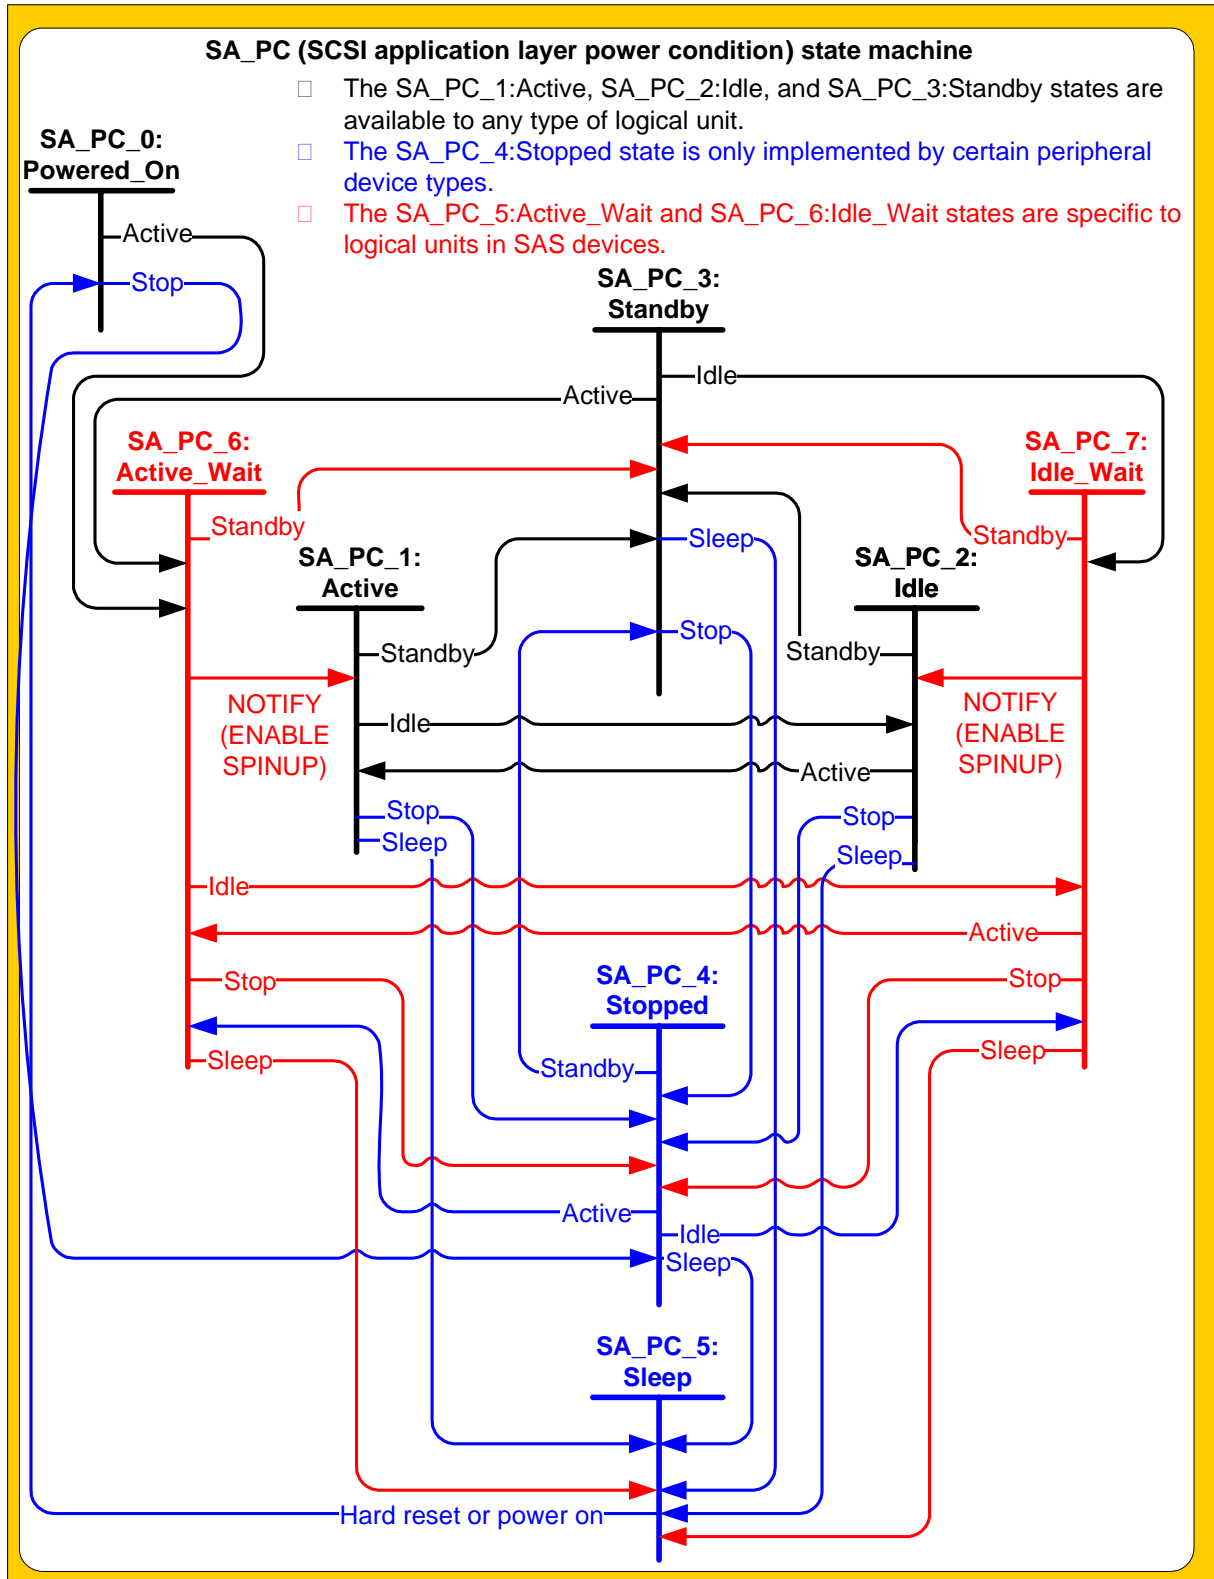 SA_PC (SCSI application layer power condition) state machine
The SA_PC_1:Active, SA_PC_2:Idle, and SA_PC_3:Standby states are
available to any type of logical unit.
The SA_PC_4:Stopped state is only implemented by certain peripheral
device types.
The SA_PC_5:Active_Wait and SA_PC_6:Idle_Wait states are specific to
logical units in SAS devices.
SA_PC_0:
Powered_On
Active
Stop
SA_PC_3:
Standby
Idle
Active
SA_PC_6:
Active_Wait
SA_PC_7:
Idle_Wait
Standby
Sleep
Standby
SA_PC_1:
Active
SA_PC_2:
Idle
Standby
Stop
Standby
NOTIFY
(ENABLE
SPINUP)
NOTIFY
(ENABLE
SPINUP)
Idle
Active
Stop
Sleep
Stop
Sleep
Idle
Active
Stop
SA_PC_4:
Stopped
Stop
Sleep
Standby
Sleep
Active
Idle
Sleep
SA_PC_5:
Sleep
Hard reset or power on